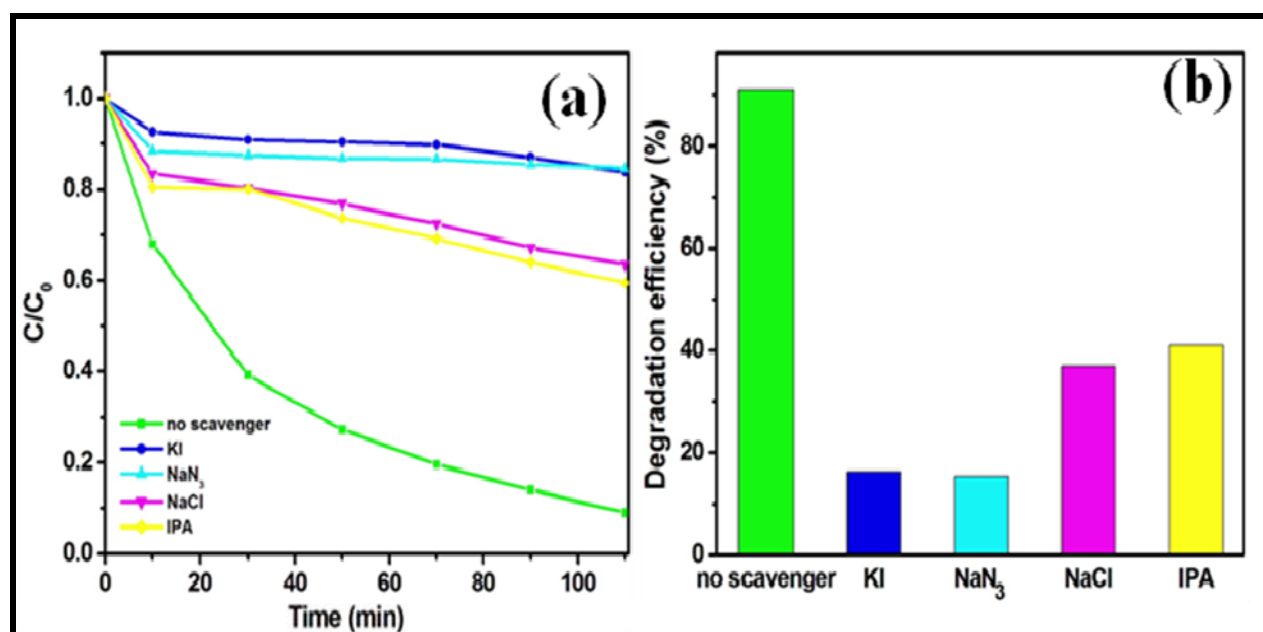 (a)
C/C₀
1.0
0.8
0.6
0.4
0.2
0.0
no scavenger
KI
NaN₃
NaCl
IPA
0 20 40 60 80 100
Time (min)
(b)
Degradation efficiency (%)
80
60
40
20
0
no scavenger KI NaN₃ NaCl IPA